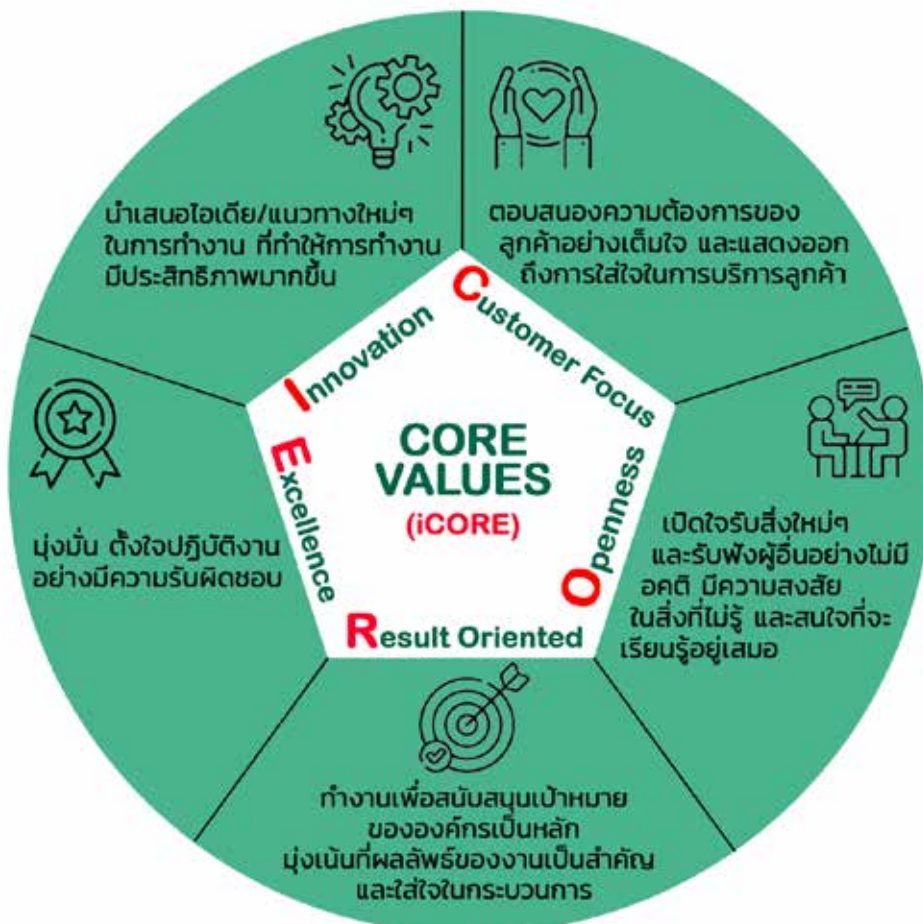 นำเสนอไอเดีย/แนวทางใหม่ๆ
ในการทำงาน ที่ทำให้การทำงาน
มีประสิทธิภาพมากขึ้น
ตอบสนองความต้องการของ
ลูกค้าอย่างเต็มใจ และแสดงออก
ถึงการใส่ใจในการบริการลูกค้า
Innovation
Customer Focus
Openness
Result Oriented
Excellence
CORE
VALUES
(iCORE)
มุ่งมั่น ตั้งใจปฏิบัติงาน
อย่างมีความรับผิดชอบ
เปิดใจรับสิ่งใหม่ๆ
และรับฟังผู้อื่นอย่างไม่มี
อคติ มีความสงสัย
ในสิ่งที่ไม่รู้ และสนใจที่จะ
เรียนรู้อยู่เสมอ
ทำงานเพื่อสนับสนุนเป้าหมาย
ขององค์กรเป็นหลัก
มุ่งเน้นที่ผลลัพธ์ของงานเป็นสำคัญ
และใส่ใจในกระบวนการ